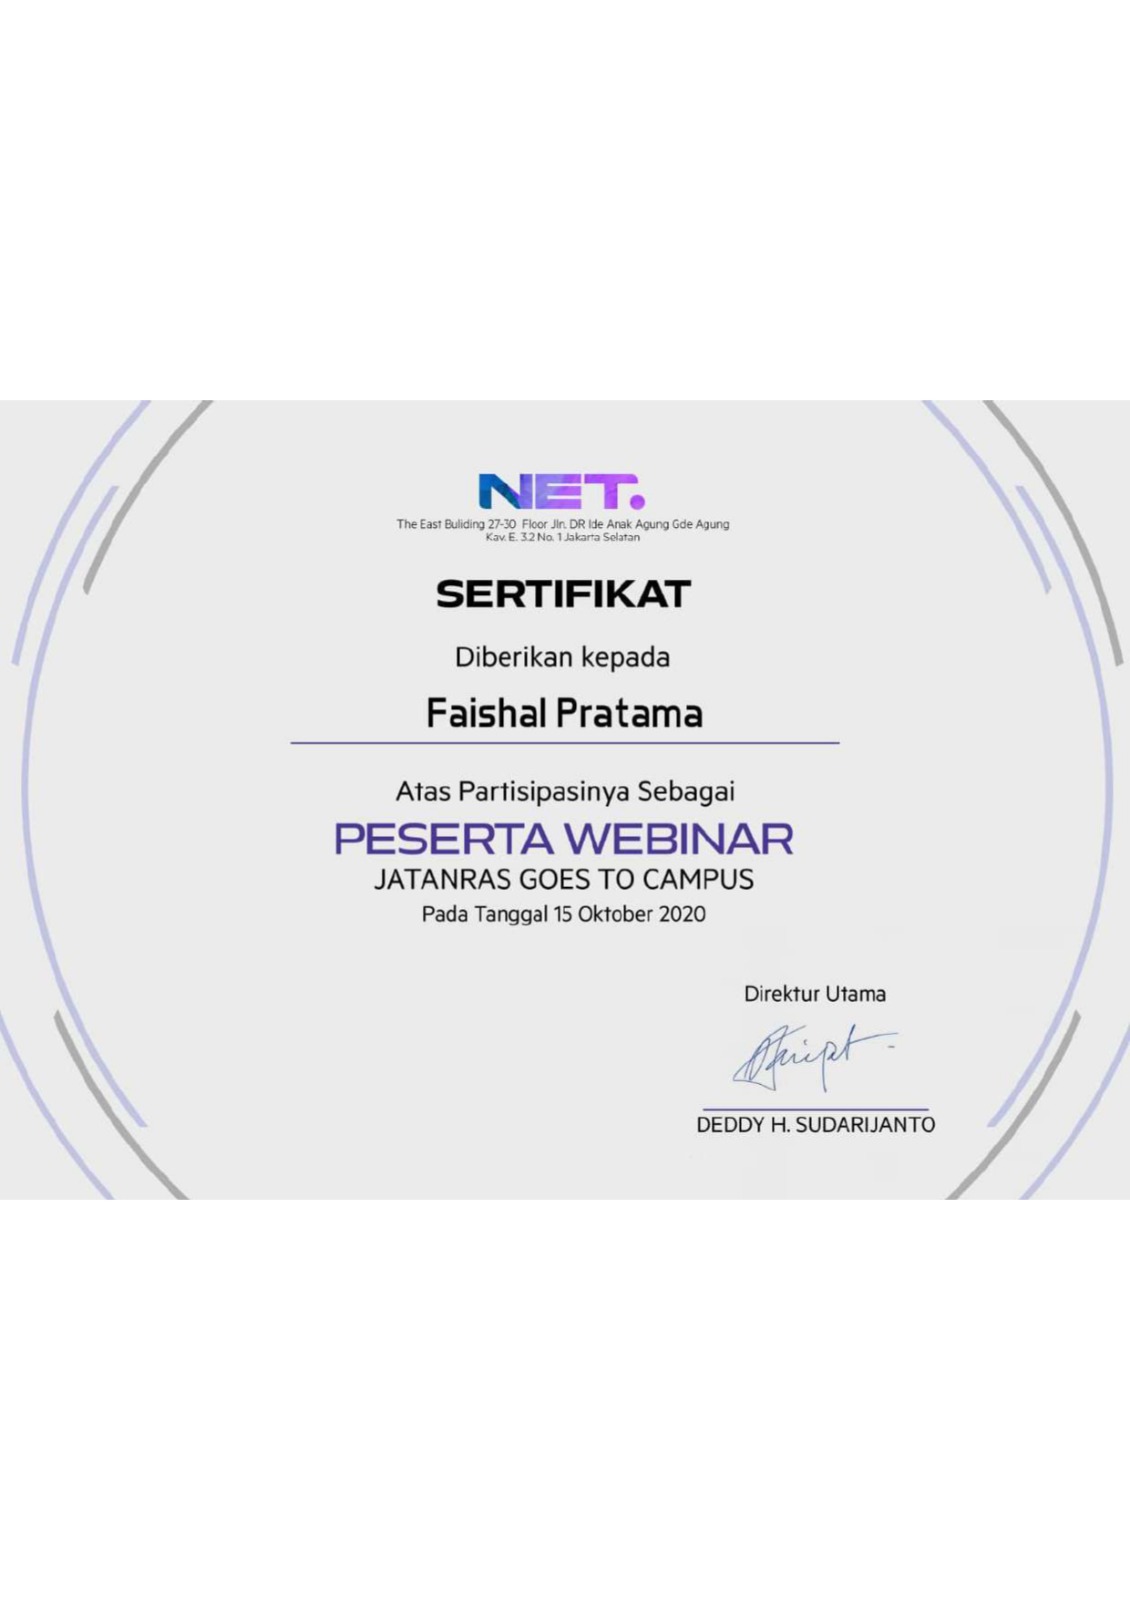 NET.
The East Buliding 27-30 Floor Jln. DR Ide Anak Agung Gde Agung
Kav. E. 3.2 No. 1 Jakarta Selatan
SERTIFIKAT
Diberikan kepada
Faishal Pratama
Atas Partisipasinya Sebagai
PESERTA WEBINAR
JATANRAS GOES TO CAMPUS
Pada Tanggal 15 Oktober 2020
Direktur Utama
DEDDY H. SUDARIJANTO